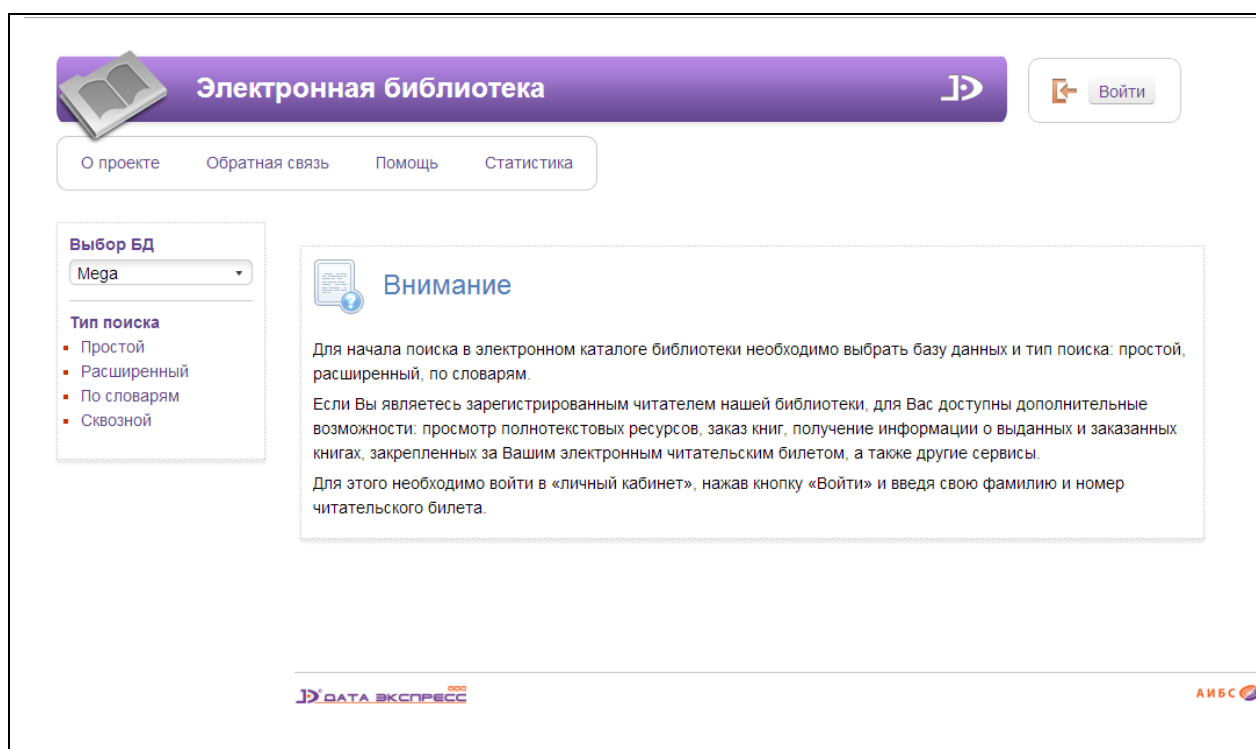 Электронная библиотека
Войти
О проекте Обратная связь Помощь Статистика
Выбор БД
Mega
Тип поиска
Простой
Расширенный
По словарям
Сквозной
Внимание
Для начала поиска в электронном каталоге библиотеки необходимо выбрать базу данных и тип поиска: простой,
расширенный, по словарям.
Если Вы являетесь зарегистрированным читателем нашей библиотеки, для Вас доступны дополнительные
возможности: просмотр полнотекстовых ресурсов, заказ книг, получение информации о выданных и заказанных
книгах, закрепленных за Вашим электронным читательским билетом, а также другие сервисы.
Для этого необходимо войти в «личный кабинет», нажав кнопку «Войти» и введя свою фамилию и номер
читательского билета.
ООО
ДАТА ЭКСПРЕСС
АИБС